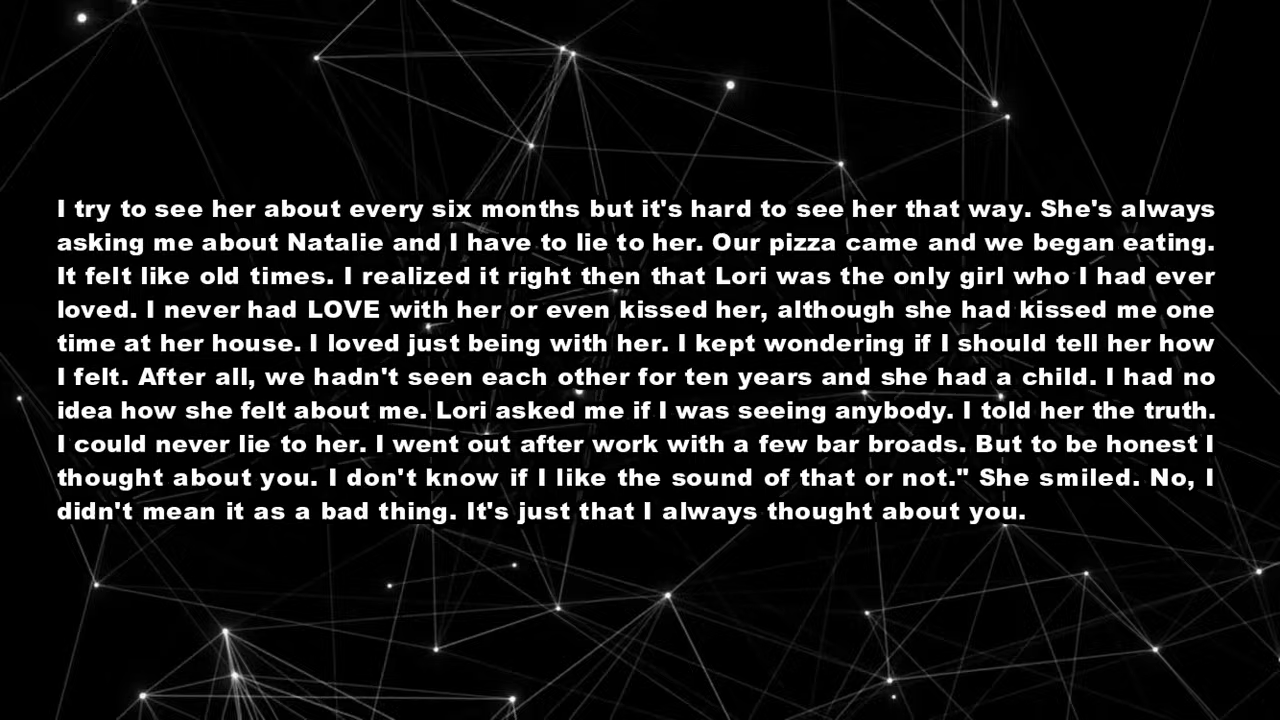 I try to see her about every six months but it's hard to see her that way. She's always
asking me about Natalie and I have to lie to her. Our pizza came and we began eating.
It felt like old times. I realized it right then that Lori was the only girl who I had ever
loved. I never had LOVE with her or even kissed her, although she had kissed me one
time at her house. I loved just being with her. I kept wondering if I should tell her how
I felt. After all, we hadn't seen each other for ten years and she had a child. I had no
idea how she felt about me. Lori asked me if I was seeing anybody. I told her the truth.
I could never lie to her. I went out after work with a few bar broads. But to be honest I
thought about you. I don't know if I like the sound of that or not." She smiled. No, I
didn't mean it as a bad thing. It's just that I always thought about you.